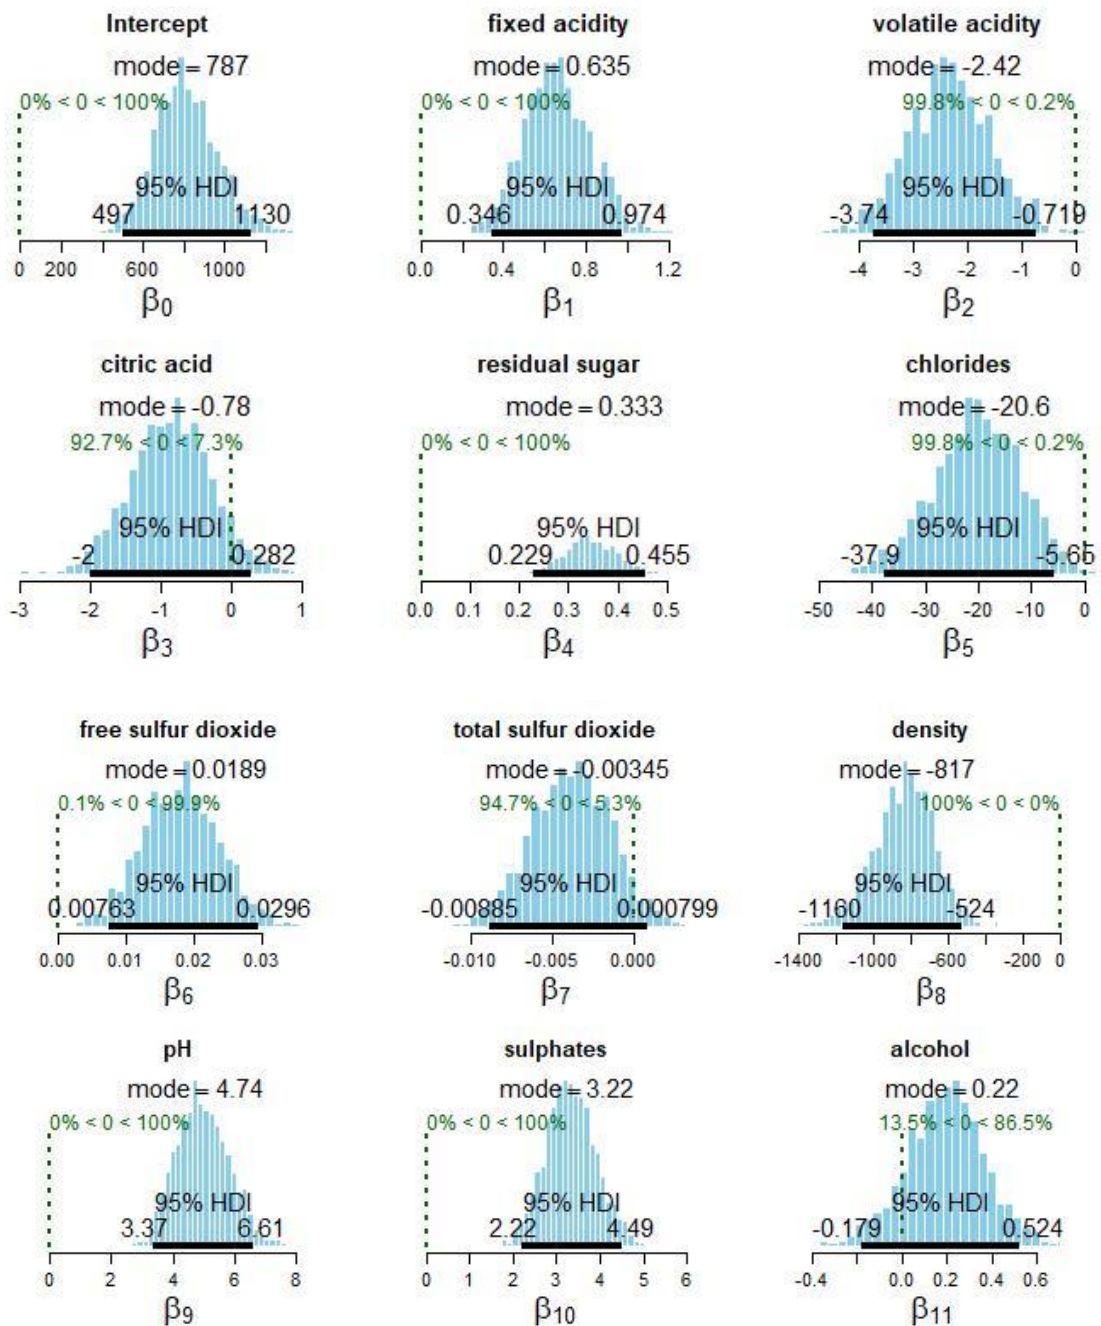 Intercept
mode = 787
0% < 0 < 100%
95% HDI
497 1130
0 200 600 1000
β0
fixed acidity
mode = 0.635
0% < 0 < 100%
95% HDI
0.346 0.974
0.0 0.4 0.8 1.2
β1
volatile acidity
mode = -2.42
99.8% < 0 < 0.2%
95% HDI
-3.74 -0.719
-4 -3 -2 -1 0
β2
citric acid
mode = -0.78
92.7% < 0 < 7.3%
95% HDI
-2 0.282
-3 -2 -1 0 1
β3
residual sugar
mode = 0.333
0% < 0 < 100%
95% HDI
0.229 0.455
0.0 0.1 0.2 0.3 0.4 0.5
β4
chlorides
mode = -20.6
99.8% < 0 < 0.2%
95% HDI
-37.9 -5.65
-50 -40 -30 -20 -10 0
β5
free sulfur dioxide
mode = 0.0189
0.1% < 0 < 99.9%
95% HDI
0.00763 0.0296
0.00 0.01 0.02 0.03
β6
total sulfur dioxide
mode = -0.00345
94.7% < 0 < 5.3%
95% HDI
-0.00885 0.000799
-0.010 -0.005 0.000
β7
density
mode = -817
100% < 0 < 0%
95% HDI
-1160 -524
-1400 -1000 -600 -200 0
β8
pH
mode = 4.74
0% < 0 < 100%
95% HDI
3.37 6.61
0 2 4 6 8
β9
sulphates
mode = 3.22
0% < 0 < 100%
95% HDI
2.22 4.49
0 1 2 3 4 5 6
β10
alcohol
mode = 0.22
13.5% < 0 < 86.5%
95% HDI
-0.179 0.524
-0.4 0.0 0.2 0.4 0.6
β11